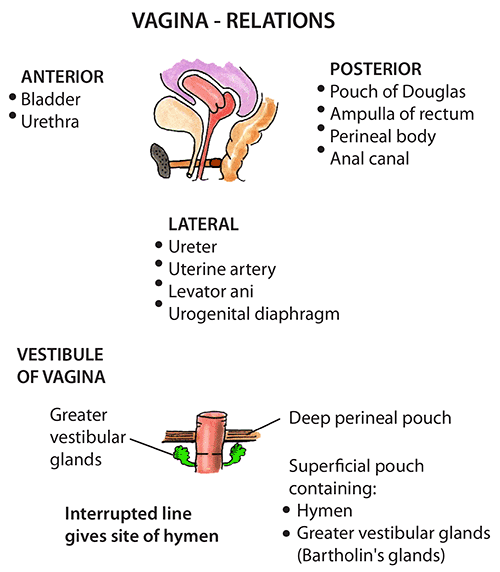 VAGINA - RELATIONS
ANTERIOR
• Bladder
• Urethra
POSTERIOR
• Pouch of Douglas
• Ampulla of rectum
• Perineal body
• Anal canal
LATERAL
• Ureter
• Uterine artery
• Levator ani
• Urogenital diaphragm
VESTIBULE
OF VAGINA
Greater
vestibular
glands
Deep perineal pouch
Superficial pouch
containing:
• Hymen
• Greater vestibular glands
(Bartholin's glands)
Interrupted line
gives site of hymen